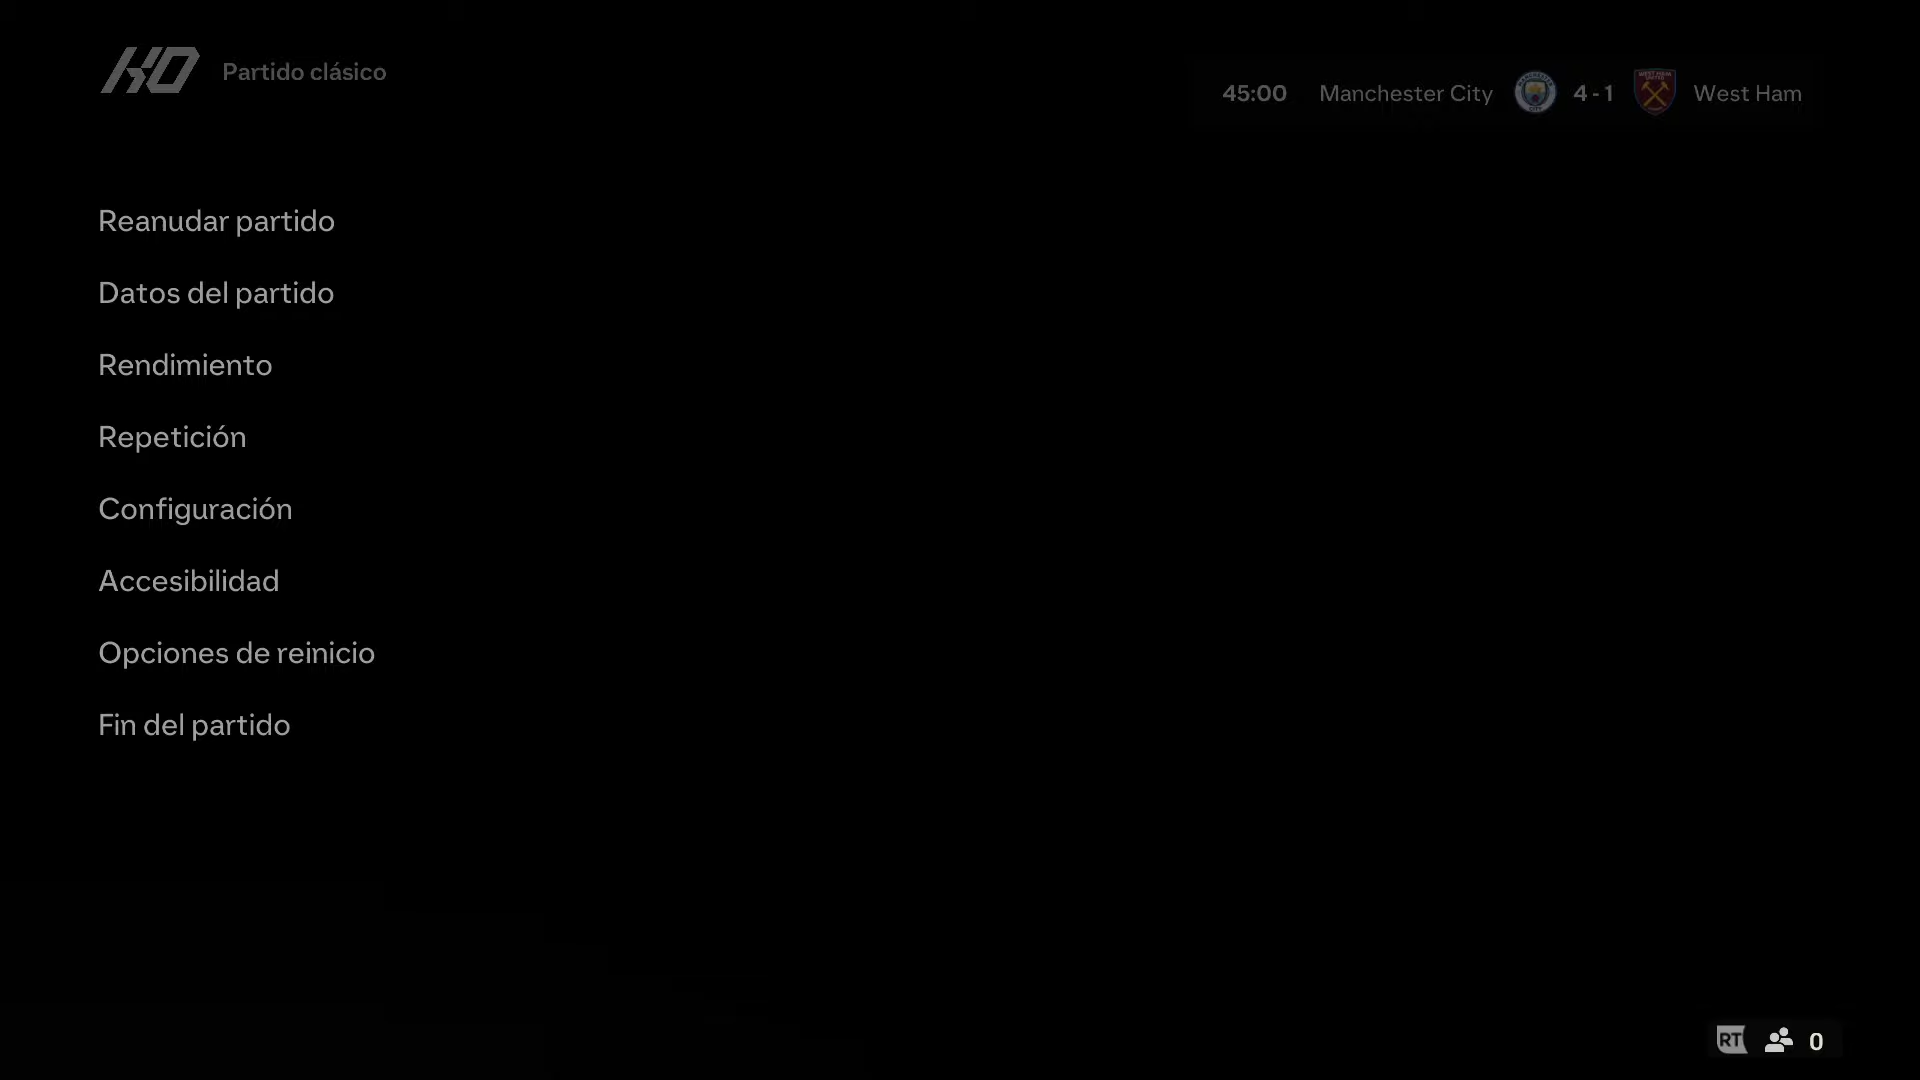 KO Partido clásico
45:00 Manchester City 4 - 1 West Ham
Reanudar partido
Datos del partido
Rendimiento
Repetición
Configuración
Accesibilidad
Opciones de reinicio
Fin del partido
RT 0